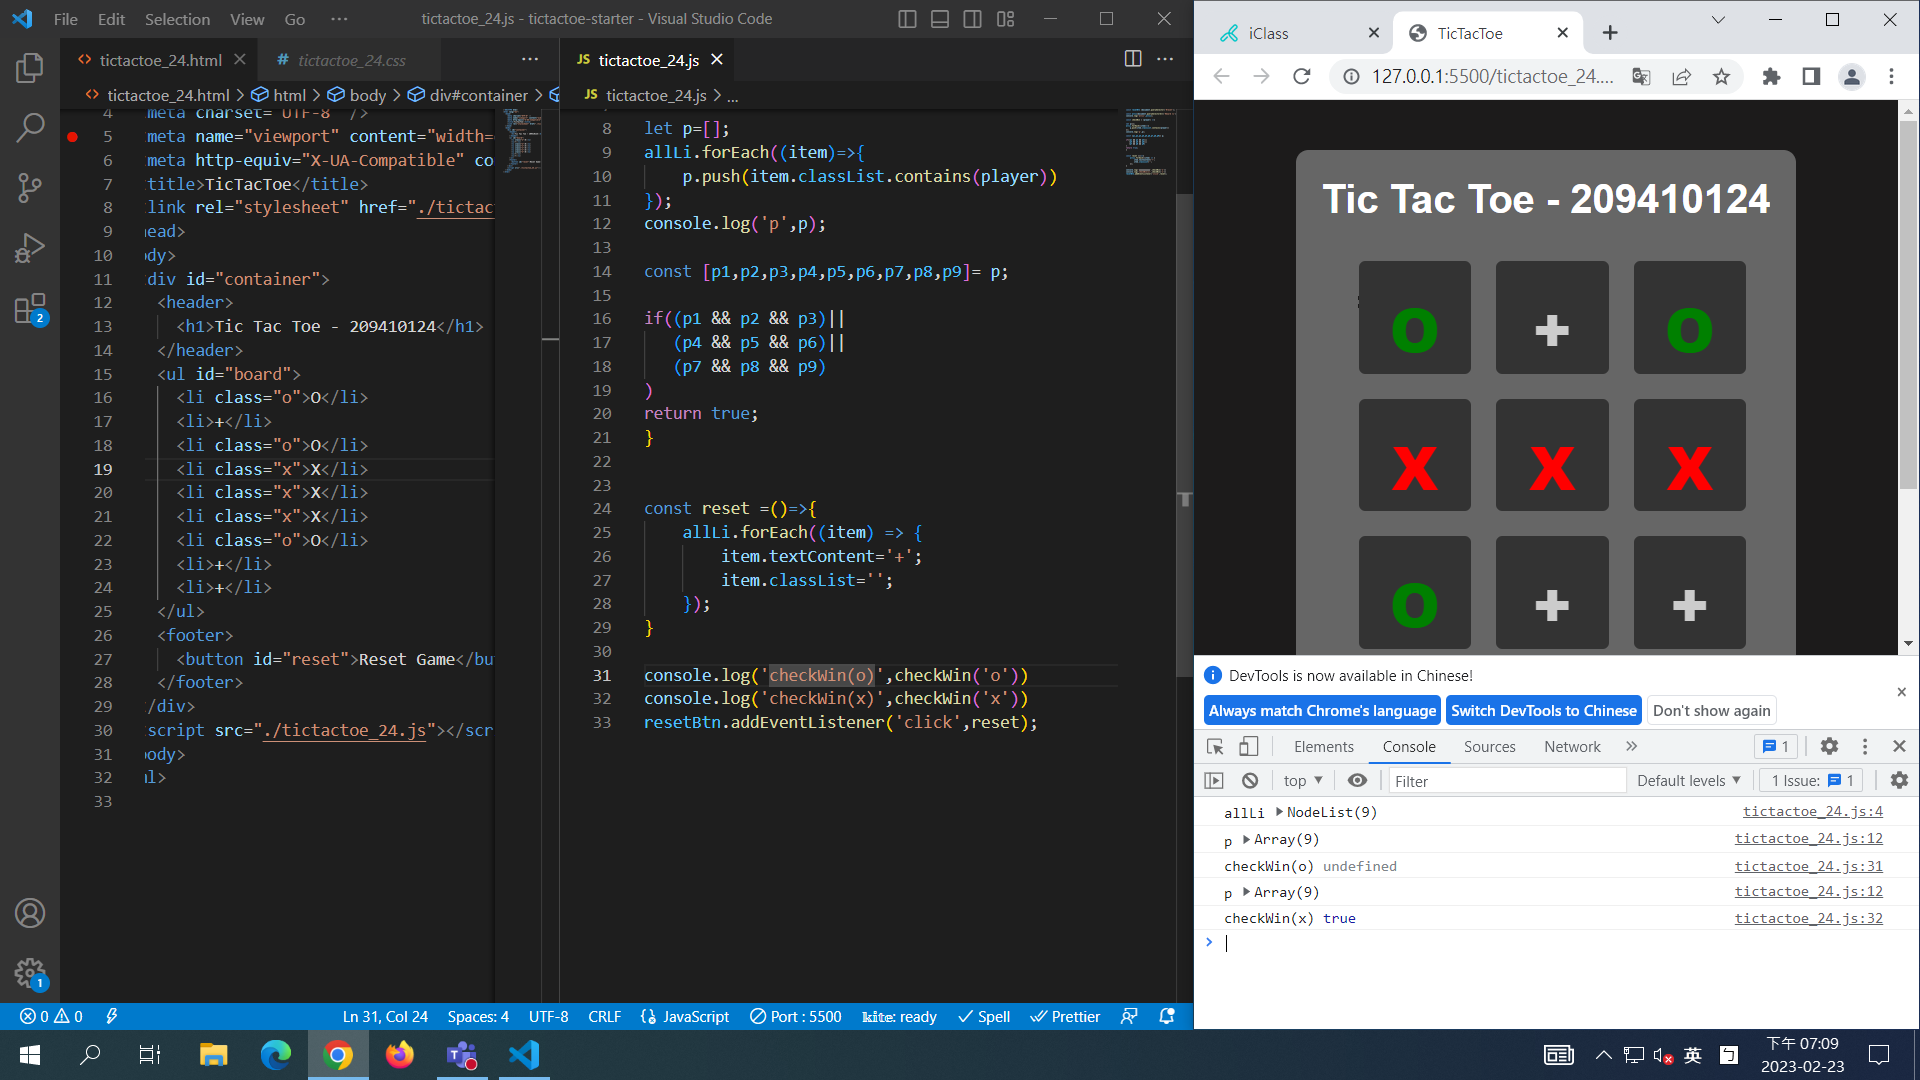 File Edit Selection View Go ··· tictactoe_24.js - tictactoe-starter - Visual Studio Code
tictactoe_24.html
# tictactoe_24.css
···
tictactoe_24.html > html > body > div#container >
4 meta charset="UTF-8" />
5 meta name="viewport" content="width=
6 meta http-equiv="X-UA-Compatible" co
7 title>TicTacToe</title>
8 link rel="stylesheet" href="./tictac
9 ead>
10 ody>
11 div id="container">
12 <header>
13 <h1>Tic Tac Toe - 209410124</h1>
14 </header>
15 <ul id="board">
16 <li class="o">O</li>
17 <li>+</li>
18 <li class="o">O</li>
19 <li class="x">X</li>
20 <li class="x">X</li>
21 <li class="x">X</li>
22 <li class="o">O</li>
23 <li>+</li>
24 <li>+</li>
25 </ul>
26 <footer>
27 <button id="reset">Reset Game</bu
28 </footer>
29 /div>
30 script src="./tictactoe_24.js"></scr
31 body>
32 l>
33
JS tictactoe_24.js
···
JS tictactoe_24.js > ...
8 let p=[];
9 allLi.forEach((item)=>{
10 p.push(item.classList.contains(player))
11 });
12 console.log('p',p);
13
14 const [p1,p2,p3,p4,p5,p6,p7,p8,p9]= p;
15
16 if((p1 && p2 && p3)||
17 (p4 && p5 && p6)||
18 (p7 && p8 && p9)
19 )
20 return true;
21 }
22
23
24 const reset =()=>{
25 allLi.forEach((item) => {
26 item.textContent='+';
27 item.classList='';
28 });
29 }
30
31 console.log('checkWin(o)',checkWin('o'))
32 console.log('checkWin(x)',checkWin('x'))
33 resetBtn.addEventListener('click',reset);
2
1
0 0 Ln 31, Col 24 Spaces: 4 UTF-8 CRLF JavaScript Port : 5500 kite: ready Spell Prettier
iClass
TicTacToe
127.0.0.1:5500/tictactoe_24....
Tic Tac Toe - 209410124
O + O
X X X
O + +
DevTools is now available in Chinese!
Always match Chrome's language Switch DevTools to Chinese Don't show again
Elements Console Sources Network » 1
top Filter Default levels 1 Issue: 1
allLi NodeList(9) tictactoe_24.js:4
p Array(9) tictactoe_24.js:12
checkWin(o) undefined tictactoe_24.js:31
p Array(9) tictactoe_24.js:12
checkWin(x) true tictactoe_24.js:32
>
英 ㄅ 下午 07:09
2023-02-23